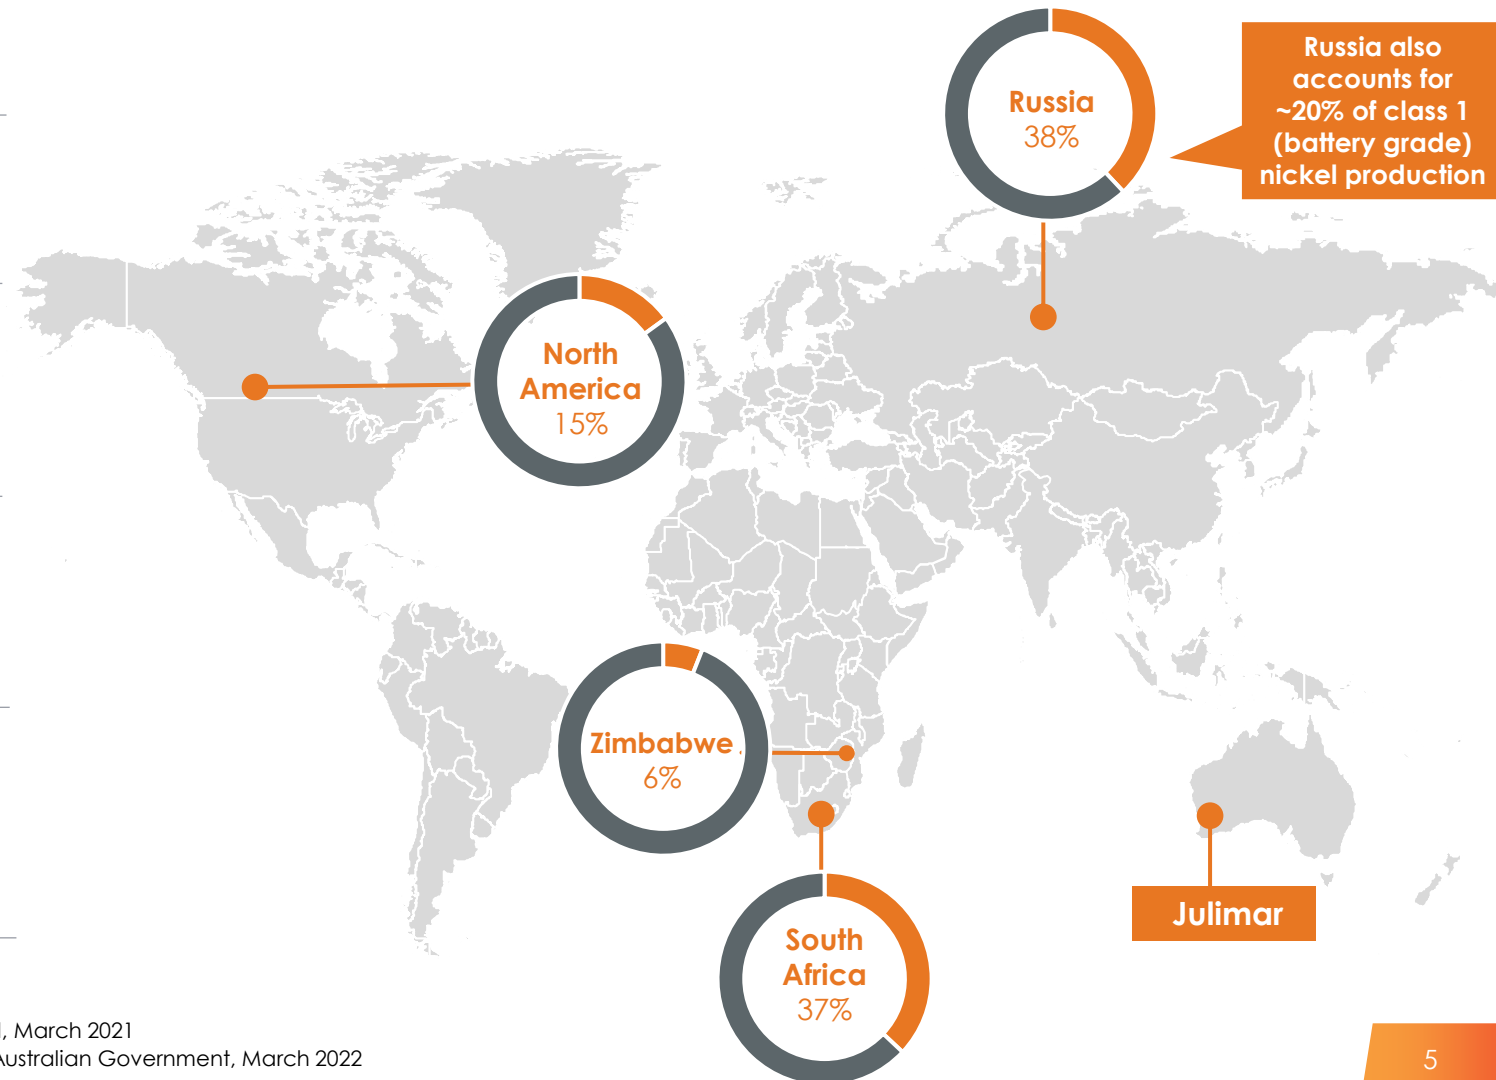 Russia
38%
Russia also
accounts for
~20% of class 1
(battery grade)
nickel production
North
America
15%
Zimbabwe
6%
South
Africa
37%
Julimar
, March 2021
Australian Government, March 2022
5